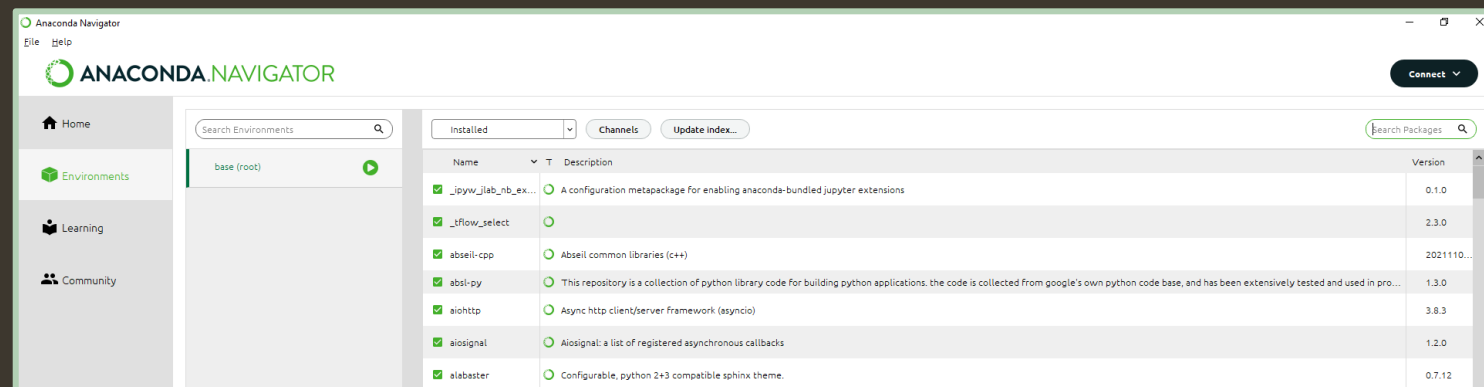 Anaconda Navigator
File Help
ANACONDA.NAVIGATOR
Connect
Home
Environments
Learning
Community
Search Environments
base (root)
Installed Channels Update index... Search Packages
Name T Description Version
_ipyw_jlab_nb_ex... A configuration metapackage for enabling anaconda-bundled jupyter extensions 0.1.0
_tflow_select 2.3.0
abseil-cpp Abseil common libraries (c++) 2021110...
absl-py 'This repository is a collection of python library code for building python applications. the code is collected from google's own python code base, and has been extensively tested and used in pro... 1.3.0
aiohttp Async http client/server framework (asyncio) 3.8.3
aiosignal Aiosignal: a list of registered asynchronous callbacks 1.2.0
alabaster Configurable, python 2+3 compatible sphinx theme. 0.7.12